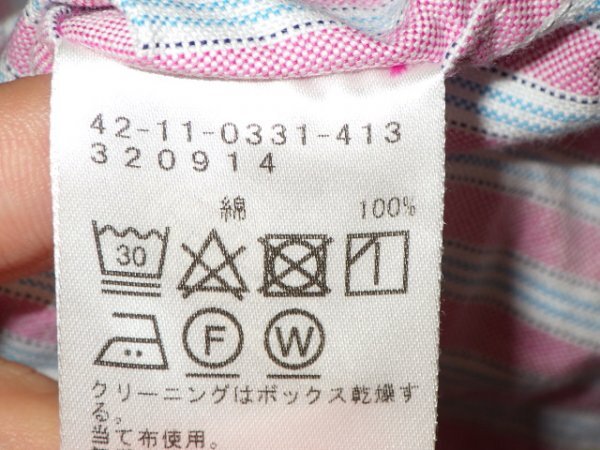 42-11-0331-413
320914
綿 100%
30
F W
クリーニングはボックス乾燥す
る。
当て布使用。